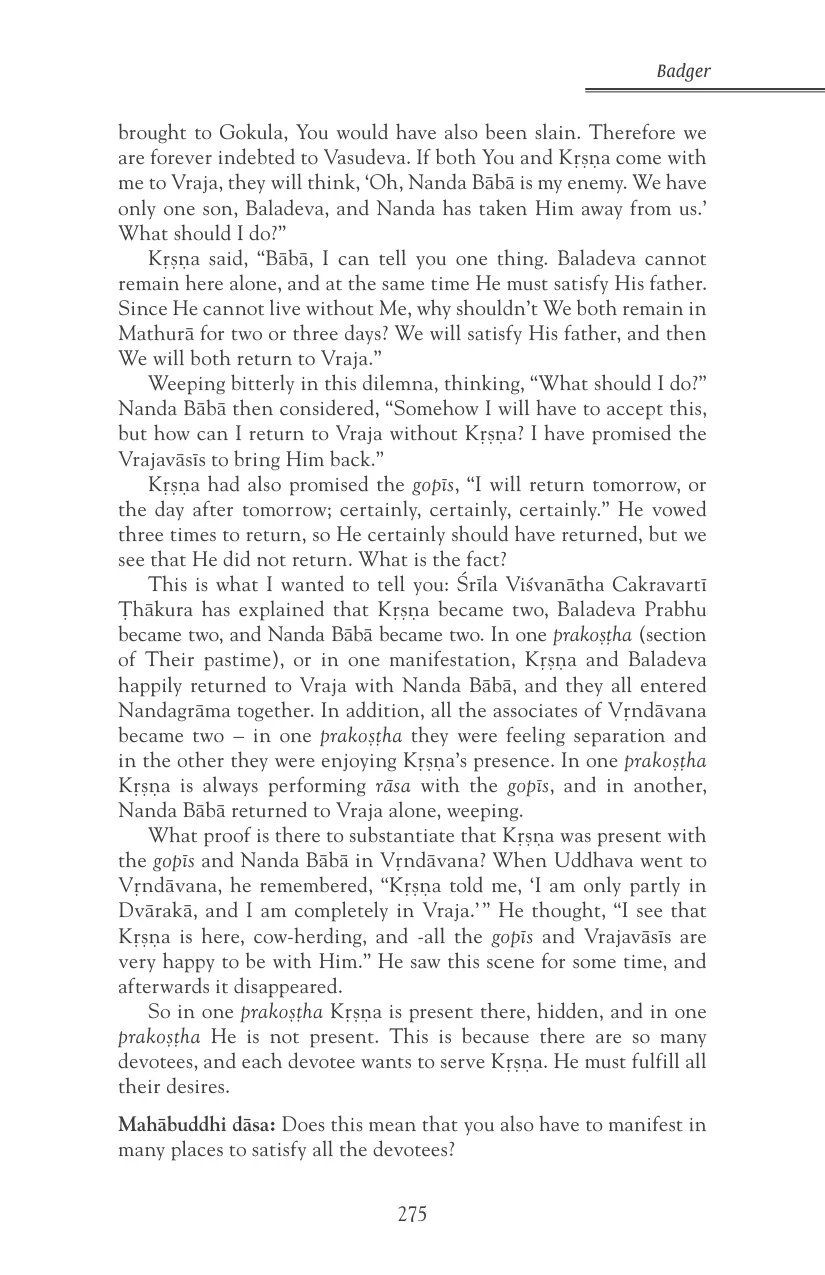 Badger
brought to Gokula, You would have also been slain. Therefore we
are forever indebted to Vasudeva. If both You and Kṛṣṇa come with
me to Vraja, they will think, ‘Oh, Nanda Bābā is my enemy. We have
only one son, Baladeva, and Nanda has taken Him away from us.’
What should I do?”
Kṛṣṇa said, “Bābā, I can tell you one thing. Baladeva cannot
remain here alone, and at the same time He must satisfy His father.
Since He cannot live without Me, why shouldn’t We both remain in
Mathurā for two or three days? We will satisfy His father, and then
We will both return to Vraja.”
Weeping bitterly in this dilemna, thinking, “What should I do?”
Nanda Bābā then considered, “Somehow I will have to accept this,
but how can I return to Vraja without Kṛṣṇa? I have promised the
Vrajavāsīs to bring Him back.”
Kṛṣṇa had also promised the gopīs, “I will return tomorrow, or
the day after tomorrow; certainly, certainly, certainly.” He vowed
three times to return, so He certainly should have returned, but we
see that He did not return. What is the fact?
This is what I wanted to tell you: Śrīla Viśvanātha Cakravartī
Ṭhākura has explained that Kṛṣṇa became two, Baladeva Prabhu
became two, and Nanda Bābā became two. In one prakoṣṭha (section
of Their pastime), or in one manifestation, Kṛṣṇa and Baladeva
happily returned to Vraja with Nanda Bābā, and they all entered
Nandagrāma together. In addition, all the associates of Vṛndāvana
became two – in one prakoṣṭha they were feeling separation and
in the other they were enjoying Kṛṣṇa’s presence. In one prakoṣṭha
Kṛṣṇa is always performing rāsa with the gopīs, and in another,
Nanda Bābā returned to Vraja alone, weeping.
What proof is there to substantiate that Kṛṣṇa was present with
the gopīs and Nanda Bābā in Vṛndāvana? When Uddhava went to
Vṛndāvana, he remembered, “Kṛṣṇa told me, ‘I am only partly in
Dvārakā, and I am completely in Vraja.’” He thought, “I see that
Kṛṣṇa is here, cow-herding, and -all the gopīs and Vrajavāsīs are
very happy to be with Him.” He saw this scene for some time, and
afterwards it disappeared.
So in one prakoṣṭha Kṛṣṇa is present there, hidden, and in one
prakoṣṭha He is not present. This is because there are so many
devotees, and each devotee wants to serve Kṛṣṇa. He must fulfill all
their desires.
Mahābuddhi dāsa: Does this mean that you also have to manifest in
many places to satisfy all the devotees?
275